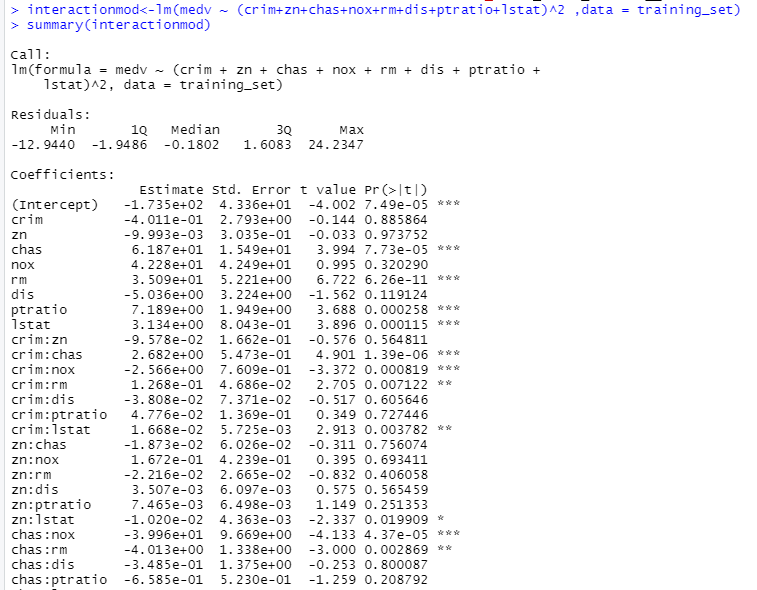 > interactionmod<-lm(medv ~ (crim+zn+chas+nox+rm+dis+ptratio+lstat)^2 ,data = training_set)
> summary(interactionmod)
Call:
lm(formula = medv ~ (crim + zn + chas + nox + rm + dis + ptratio +
    lstat)^2, data = training_set)
Residuals:
     Min       1Q   Median       3Q      Max
-12.9440  -1.9486  -0.1802   1.6083  24.2347
Coefficients:
               Estimate Std. Error t value Pr(>|t|)
(Intercept)  -1.735e+02  4.336e+01  -4.002 7.49e-05 ***
crim         -4.011e-01  2.793e+00  -0.144 0.885864
zn           -9.993e-03  3.035e-01  -0.033 0.973752
chas          6.187e+01  1.549e+01   3.994 7.73e-05 ***
nox           4.228e+01  4.249e+01   0.995 0.320290
rm            3.509e+01  5.221e+00   6.722 6.26e-11 ***
dis          -5.036e+00  3.224e+00  -1.562 0.119124
ptratio       7.189e+00  1.949e+00   3.688 0.000258 ***
lstat         3.134e+00  8.043e-01   3.896 0.000115 ***
crim:zn      -9.578e-02  1.662e-01  -0.576 0.564811
crim:chas     2.682e+00  5.473e-01   4.901 1.39e-06 ***
crim:nox     -2.566e+00  7.609e-01  -3.372 0.000819 ***
crim:rm       1.268e-01  4.686e-02   2.705 0.007122 **
crim:dis     -3.808e-02  7.371e-02  -0.517 0.605646
crim:ptratio  4.776e-02  1.369e-01   0.349 0.727446
crim:lstat    1.668e-02  5.725e-03   2.913 0.003782 **
zn:chas      -1.873e-02  6.026e-02  -0.311 0.756074
zn:nox        1.672e-01  4.239e-01   0.395 0.693411
zn:rm        -2.216e-02  2.665e-02  -0.832 0.406058
zn:dis        3.507e-03  6.097e-03   0.575 0.565459
zn:ptratio    7.465e-03  6.498e-03   1.149 0.251353
zn:lstat     -1.020e-02  4.363e-03  -2.337 0.019909 *
chas:nox     -3.996e+01  9.669e+00  -4.133 4.37e-05 ***
chas:rm      -4.013e+00  1.338e+00  -3.000 0.002869 **
chas:dis     -3.485e-01  1.375e+00  -0.253 0.800087
chas:ptratio -6.585e-01  5.230e-01  -1.259 0.208792